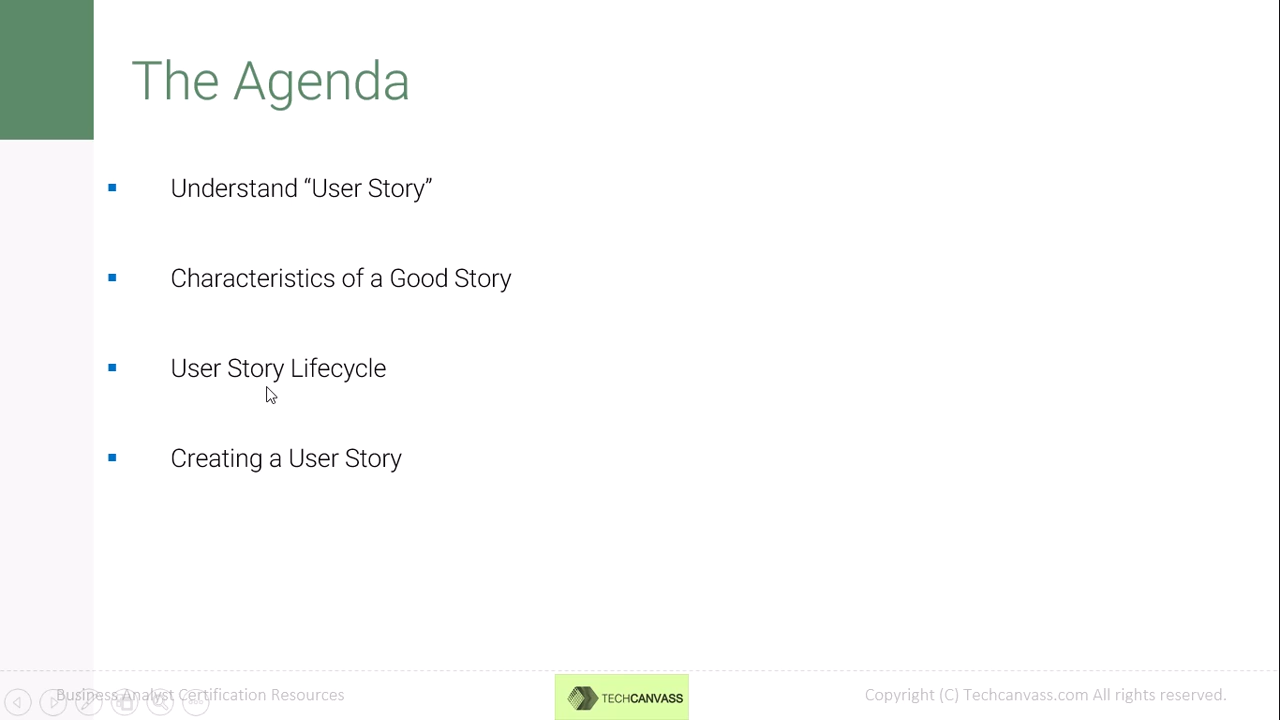 The Agenda
Understand “User Story”
Characteristics of a Good Story
User Story Lifecycle
Creating a User Story
Business Analyst Certification Resources
TECHCANVASS
Copyright (C) Techcanvass.com All rights reserved.